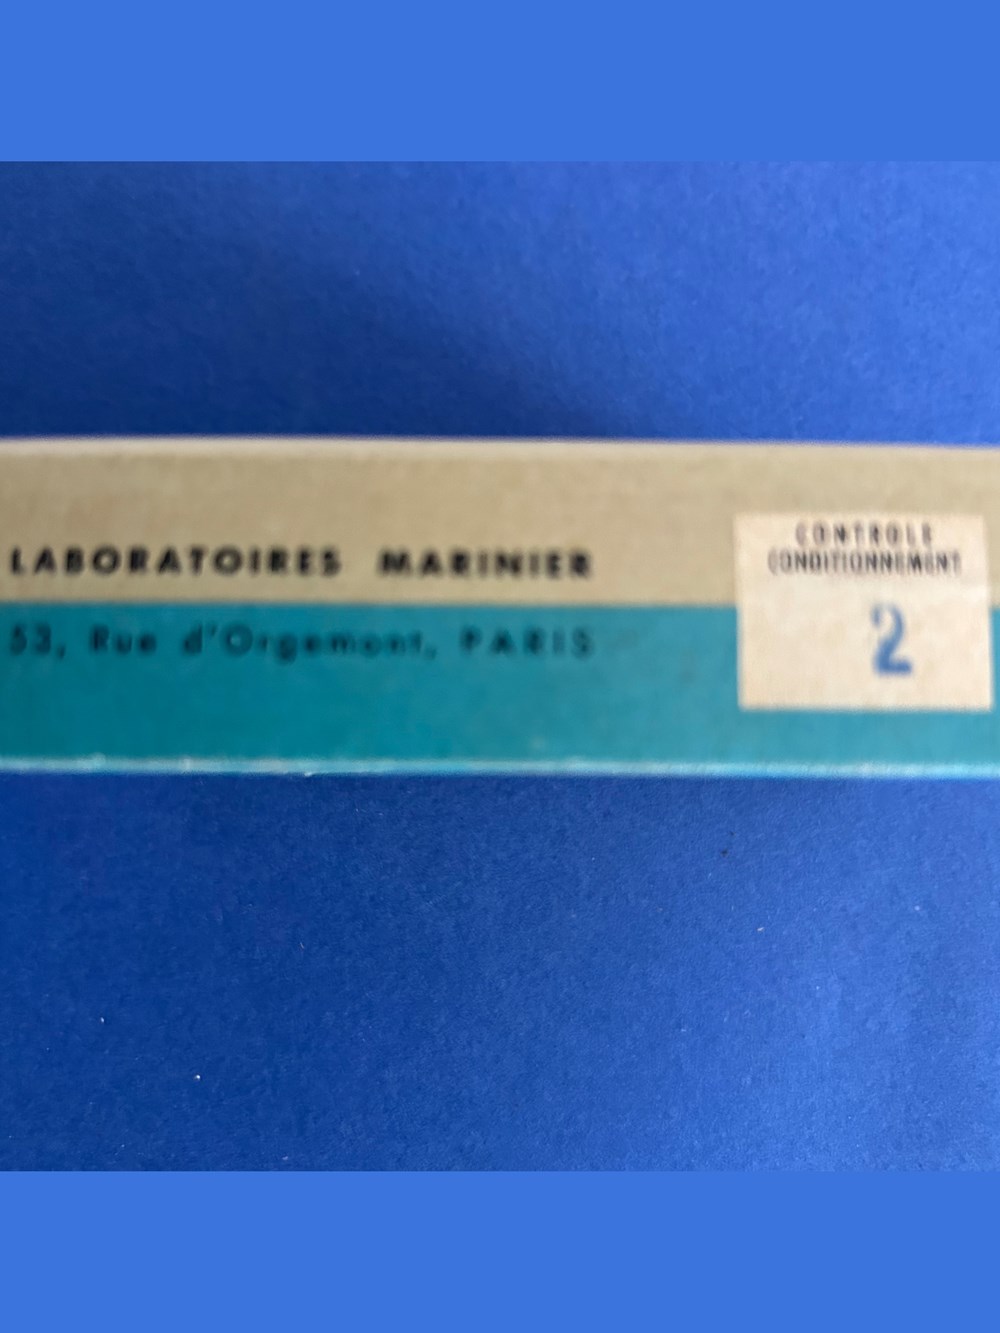 LABORATOIRES MARINIER
53, Rue d'Orgemont, PARIS
CONTROLE
CONDITIONNEMENT
2